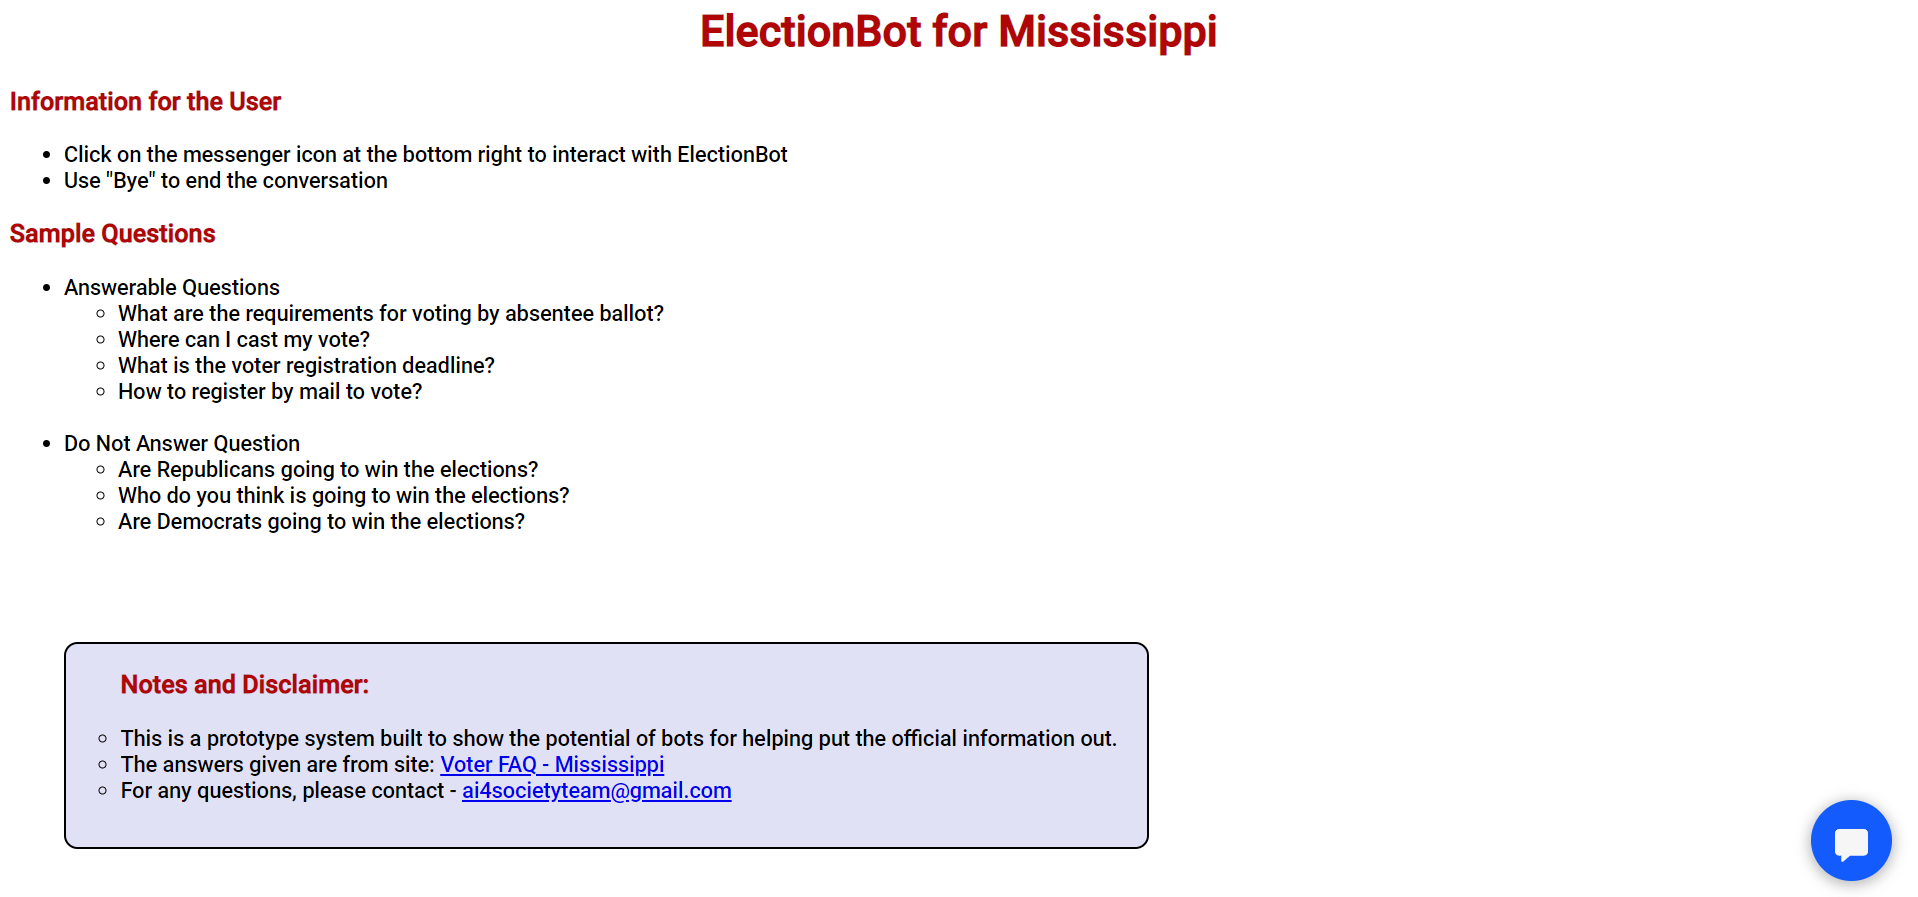 ElectionBot for Mississippi
Information for the User
Click on the messenger icon at the bottom right to interact with ElectionBot
Use "Bye" to end the conversation
Sample Questions
Answerable Questions
What are the requirements for voting by absentee ballot?
Where can I cast my vote?
What is the voter registration deadline?
How to register by mail to vote?
Do Not Answer Question
Are Republicans going to win the elections?
Who do you think is going to win the elections?
Are Democrats going to win the elections?
Notes and Disclaimer:
This is a prototype system built to show the potential of bots for helping put the official information out.
The answers given are from site: Voter FAQ - Mississippi
For any questions, please contact - ai4societyteam@gmail.com